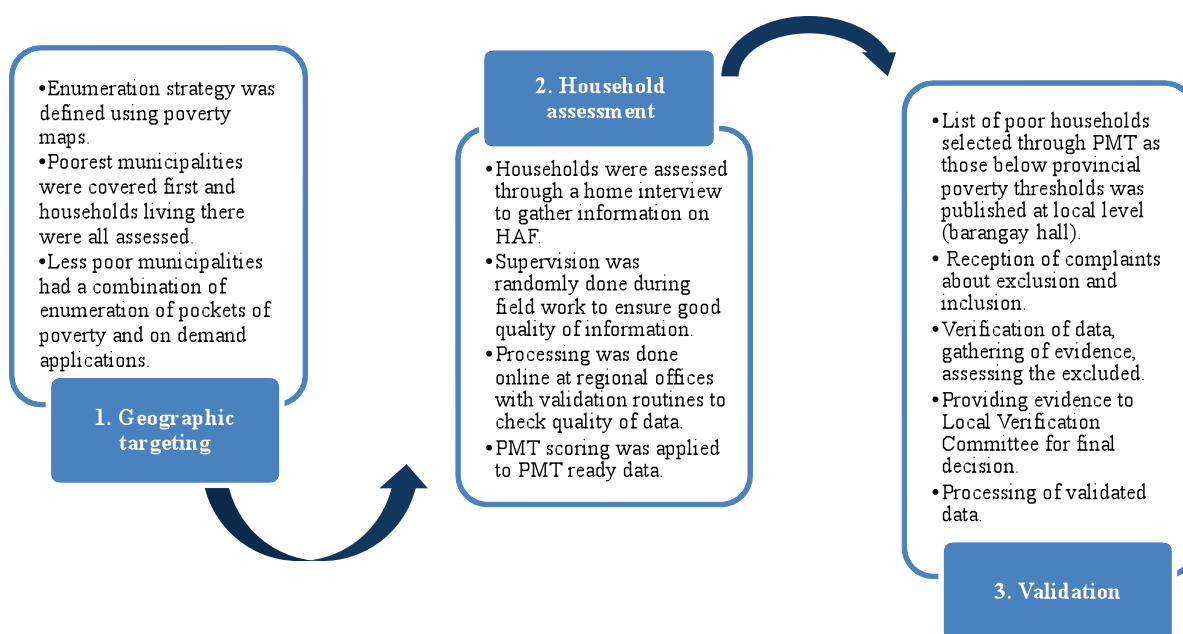 •Enumeration strategy was
defined using poverty
maps.
•Poorest municipalities
were covered first and
households living there
were all assessed.
•Less poor municipalities
had a combination of
enumeration of pockets of
poverty and on demand
applications.
1. Geographic
targeting
2. Household
assessment
•Households were assessed
through a home interview
to gather information on
HAF.
•Supervision was
randomly done during
field work to ensure good
quality of information.
•Processing was done
online at regional offices
with validation routines to
check quality of data.
•PMT scoring was applied
to PMT ready data.
•List of poor households
selected through PMT as
those below provincial
poverty thresholds was
published at local level
(barangay hall).
• Reception of complaints
about exclusion and
inclusion.
•Verification of data,
gathering of evidence,
assessing the excluded.
•Providing evidence to
Local Verification
Committee for final
decision.
•Processing of validated
data.
3. Validation